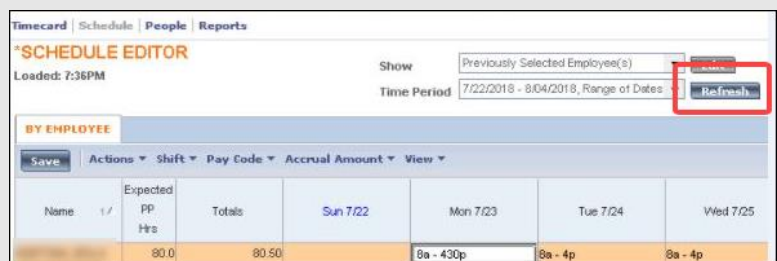 Timecard | Schedule | People | Reports
*SCHEDULE EDITOR
Loaded: 7:36PM
Show Previously Selected Employee(s) Edit
Time Period 7/22/2018 - 8/04/2018, Range of Dates Refresh
BY EMPLOYEE
Save Actions Shift Pay Code Accrual Amount View
Name 1/ Expected PP Hrs Totals Sun 7/22 Mon 7/23 Tue 7/24 Wed 7/25
80.0 80.50 8a - 430p 8a - 4p 8a - 4p